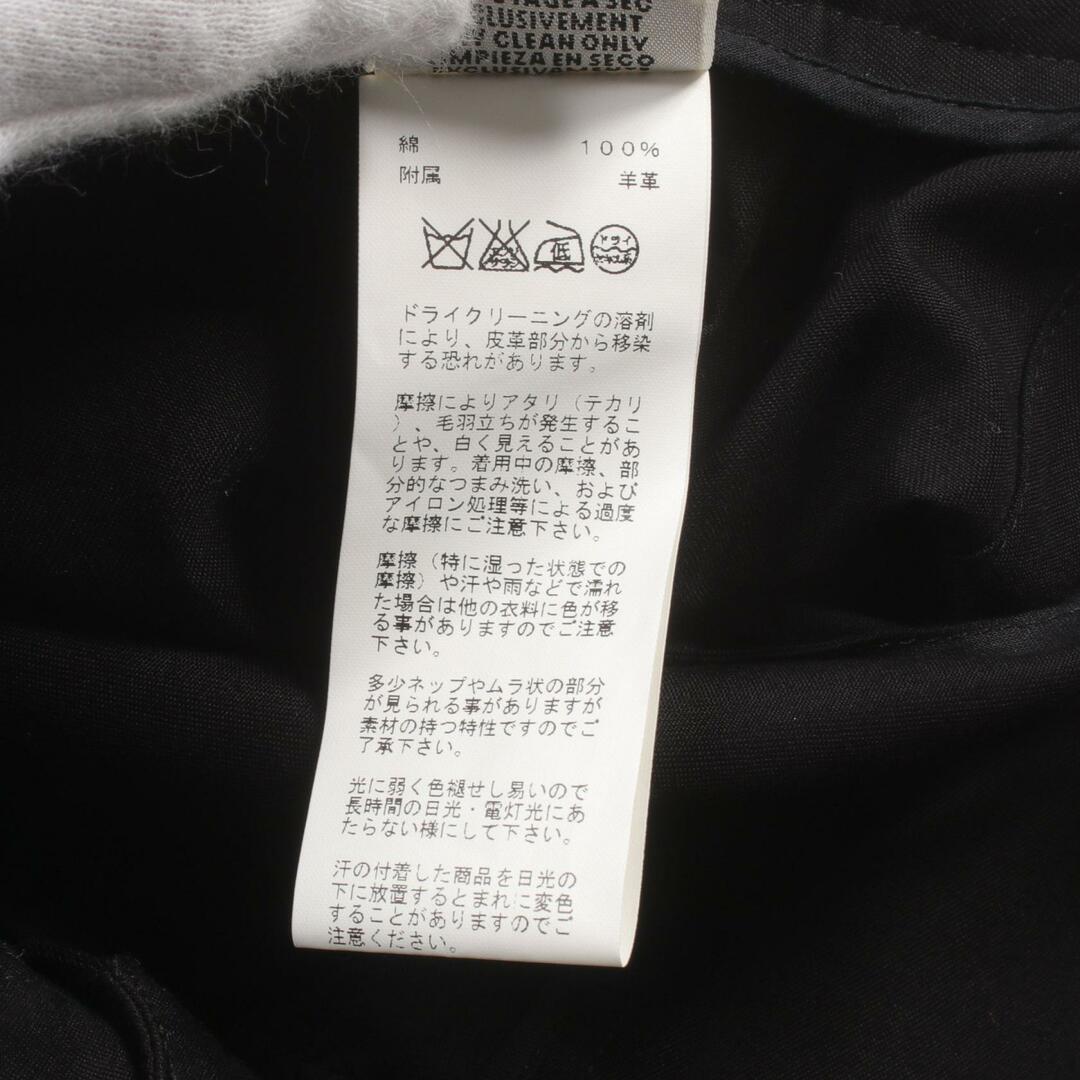 EXCLUSIVEMENT
CLEAN ONLY
LIMPIEZA EN SECO
EXCLUSIVAMENTE
綿 100%
附属 羊革
低
ドライ
ドライクリーニングの溶剤
により、皮革部分から移染
する恐れがあります。
摩擦によりアタリ（テカリ
）、毛羽立ちが発生するこ
とや、白く見えることがあ
ります。着用中の摩擦、部
分的なつまみ洗い、および
アイロン処理等による過度
な摩擦にご注意下さい。
摩擦（特に湿った状態での
摩擦）や汗や雨などで濡れ
た場合は他の衣料に色が移
る事がありますのでご注意
下さい。
多少ネップやムラ状の部分
が見られる事がありますが
素材の持つ特性ですのでご
了承下さい。
光に弱く色褪せし易いので
長時間の日光・電灯光にあ
たらない様にして下さい。
汗の付着した商品を日光の
下に放置するとまれに変色
することがありますのでご
注意ください。